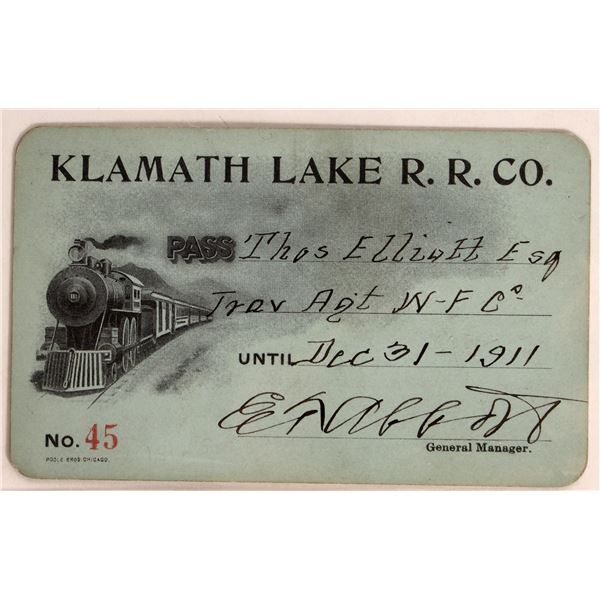 KLAMATH LAKE R. R. CO.
PASS Thos Elliott Esq
Trav Agt W-F Co.
UNTIL Dec 31-1911
E T Abbott
General Manager.
No. 45
POOLE BROS. CHICAGO.